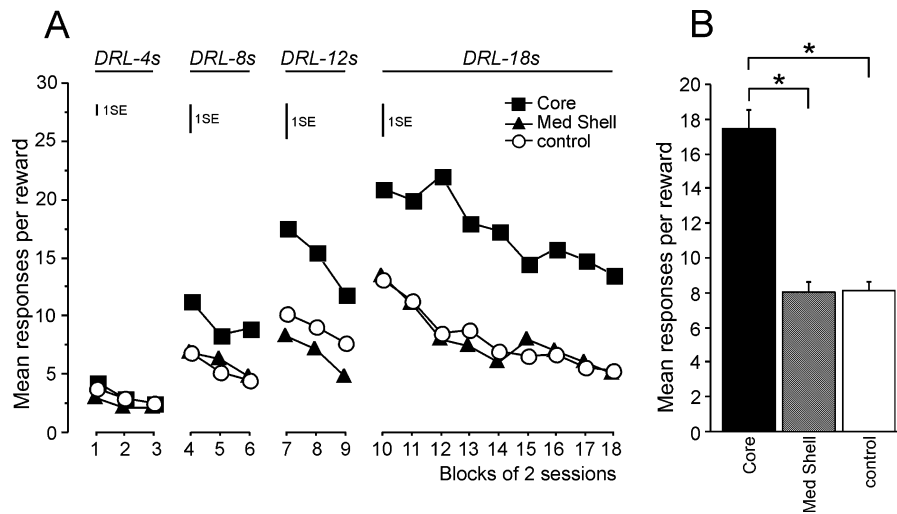 A
DRL-4s DRL-8s DRL-12s DRL-18s
Mean responses per reward
30
25
20
15
10
5
0
1SE 1SE 1SE 1SE
Core
Med Shell
control
1 2 3 4 5 6 7 8 9 10 11 12 13 14 15 16 17 18
Blocks of 2 sessions
B
*
*
Mean responses per reward
20
18
16
14
12
10
8
6
4
2
0
Core
Med Shell
control